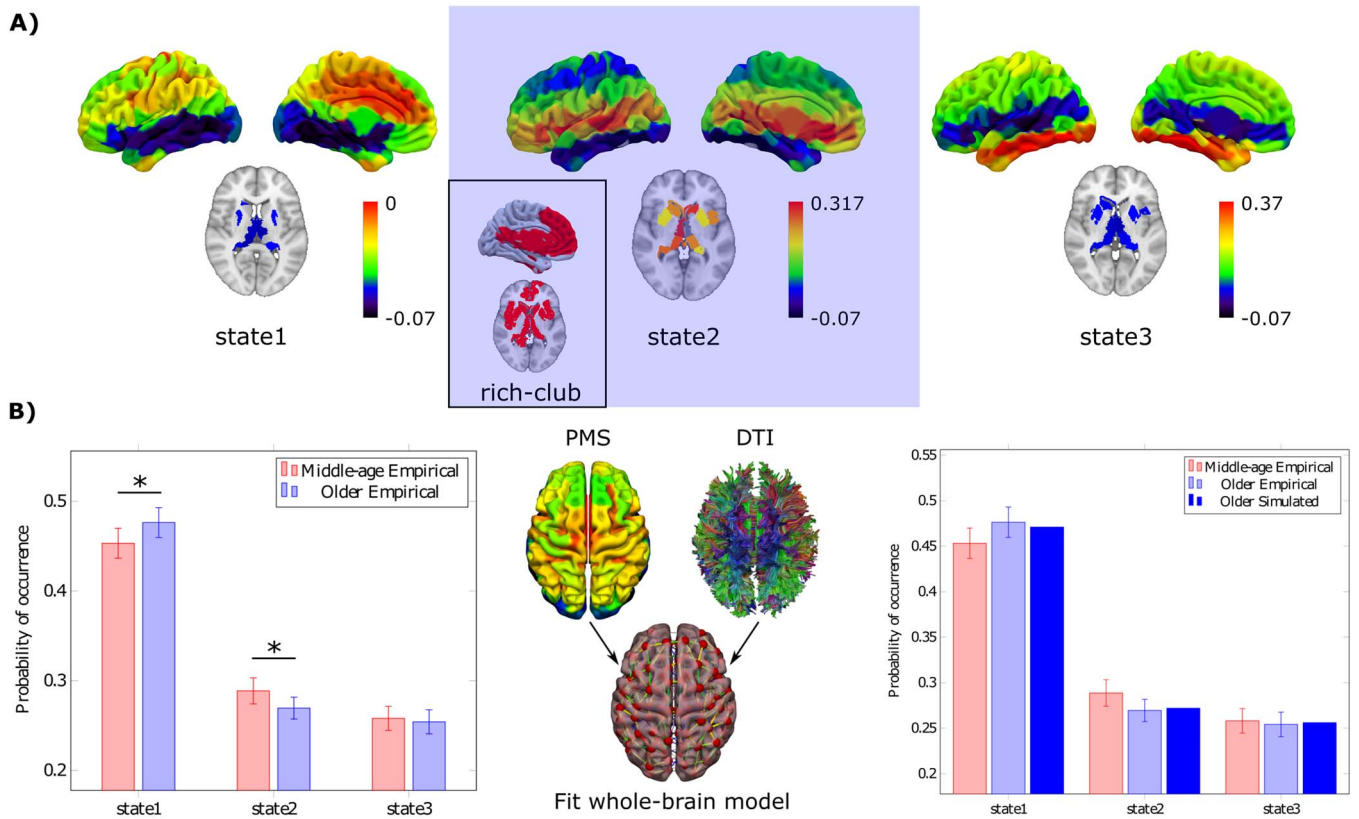 A)
0
-0.07
state1
rich-club
0.317
-0.07
state2
0.37
-0.07
state3
B)
Probability of occurrence
0.5
0.4
0.3
0.2
Middle-age Empirical
Older Empirical
*
*
state1
state2
state3
PMS
DTI
Fit whole-brain model
Probability of occurrence
0.55
0.5
0.45
0.4
0.35
0.3
0.25
0.2
Middle-age Empirical
Older Empirical
Older Simulated
state1
state2
state3